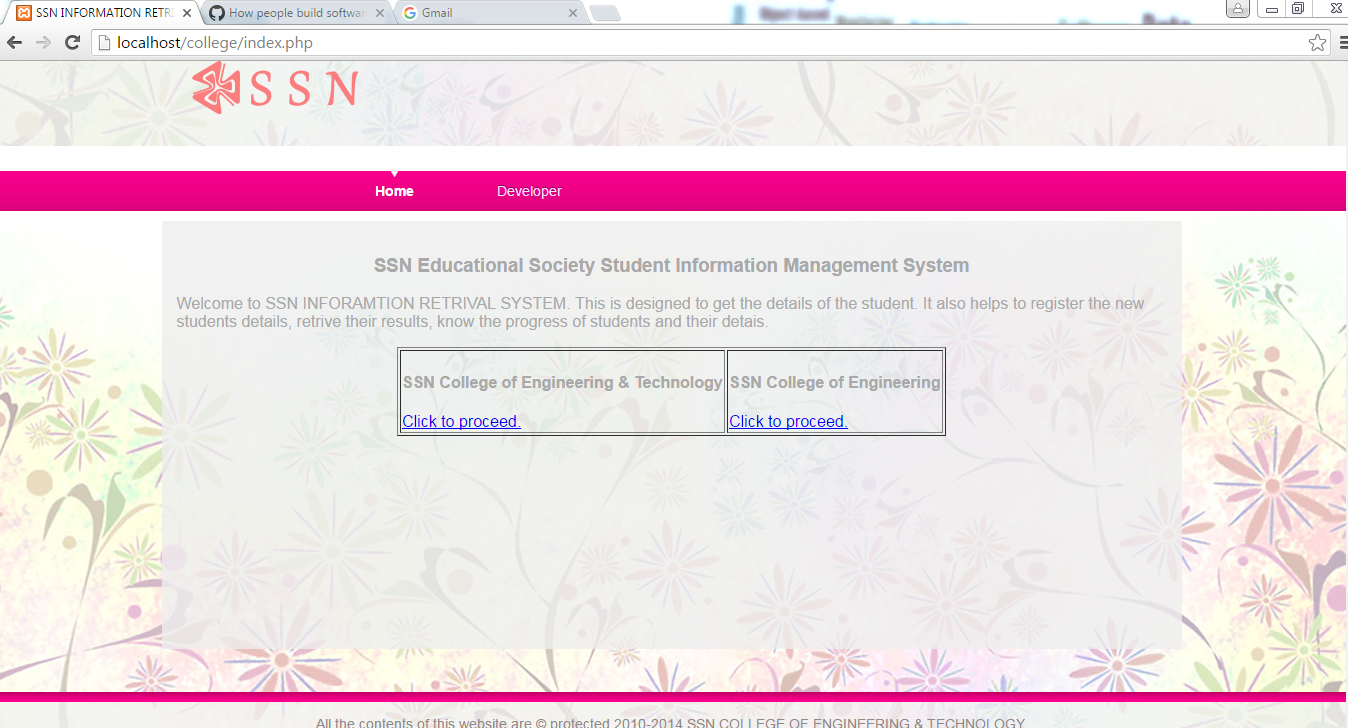 SSN INFORMATION RETRI
How people build softwar
Gmail
localhost/college/index.php
SSN
Home
Developer
SSN Educational Society Student Information Management System
Welcome to SSN INFORAMTION RETRIVAL SYSTEM. This is designed to get the details of the student. It also helps to register the new
students details, retrive their results, know the progress of students and their detais.
SSN College of Engineering & Technology
Click to proceed.
SSN College of Engineering
Click to proceed.
All the contents of this website are © protected 2010-2014 SSN COLLEGE OF ENGINEERING & TECHNOLOGY